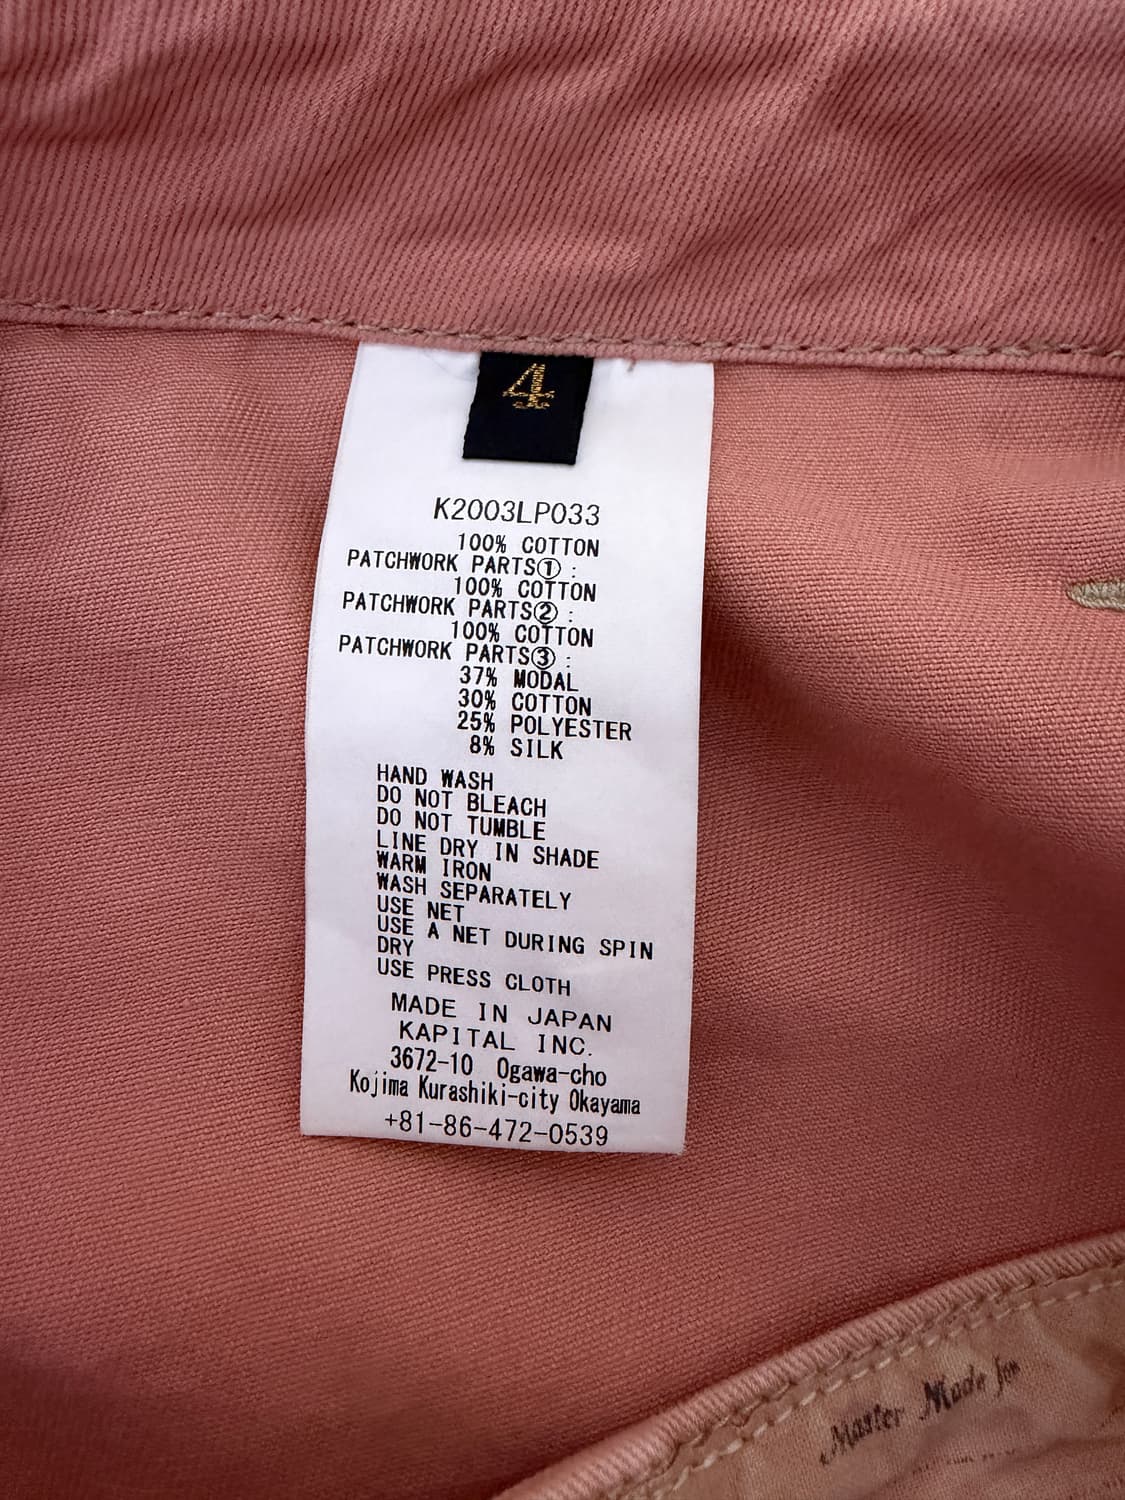 4
K2003LP033
100% COTTON
PATCHWORK PARTS① :
100% COTTON
PATCHWORK PARTS② :
100% COTTON
PATCHWORK PARTS③ :
37% MODAL
30% COTTON
25% POLYESTER
8% SILK
HAND WASH
DO NOT BLEACH
DO NOT TUMBLE
LINE DRY IN SHADE
WARM IRON
WASH SEPARATELY
USE NET
USE A NET DURING SPIN
DRY
USE PRESS CLOTH
MADE IN JAPAN
KAPITAL INC.
3672-10 Ogawa-cho
Kojima Kurashiki-city Okayama
+81-86-472-0539
Master Made for